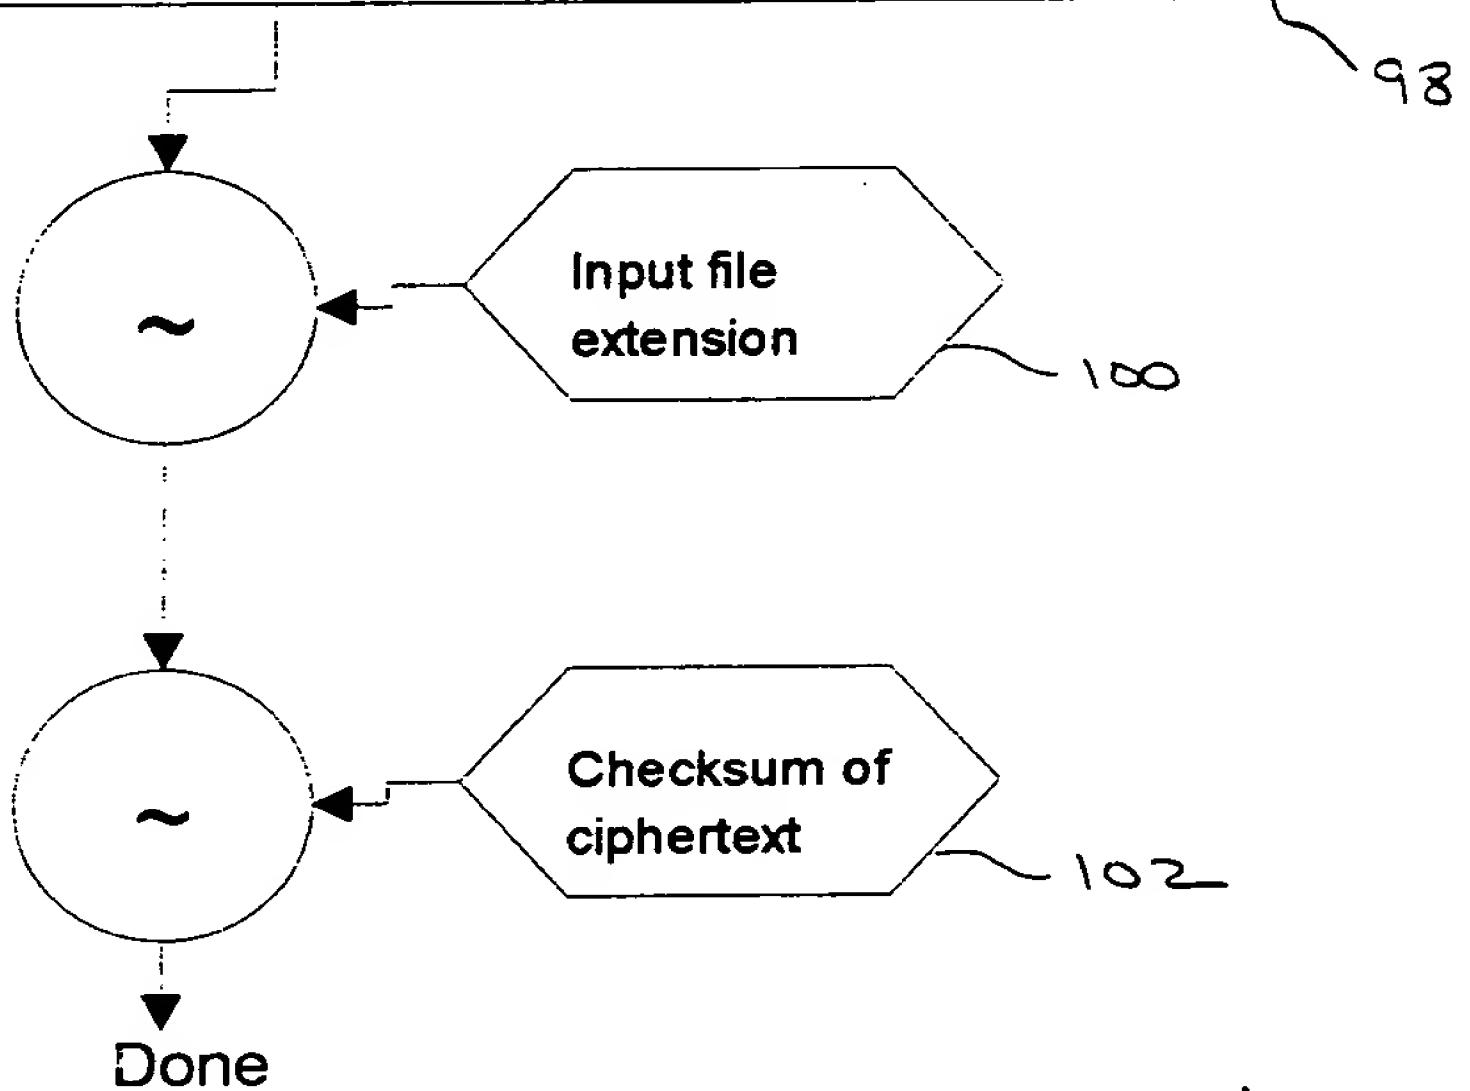 98
Input file
extension
~
100
Checksum of
ciphertext
~
102
Done